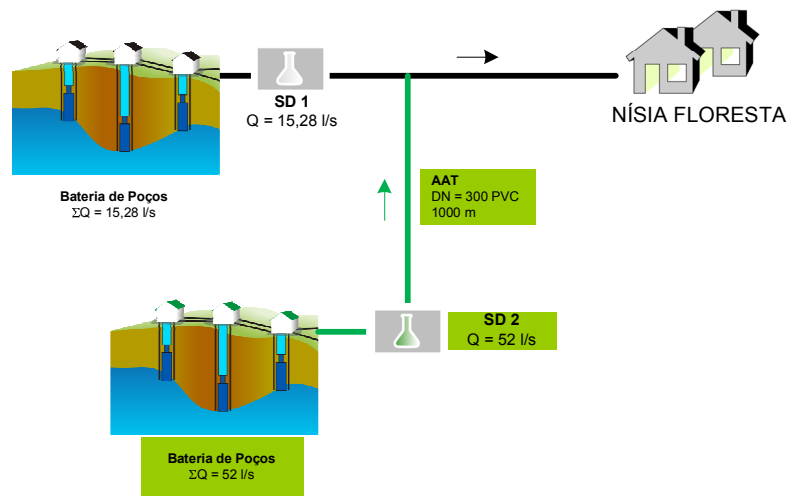 SD 1
Q = 15,28 l/s
NÍSIA FLORESTA
Bateria de Poços
ΣQ = 15,28 l/s
AAT
DN = 300 PVC
1000 m
SD 2
Q = 52 l/s
Bateria de Poços
ΣQ = 52 l/s